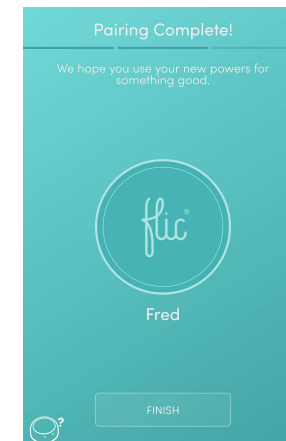 Pairing Complete!
We hope you use your new powers for
something good.
flic®
Fred
FINISH
?